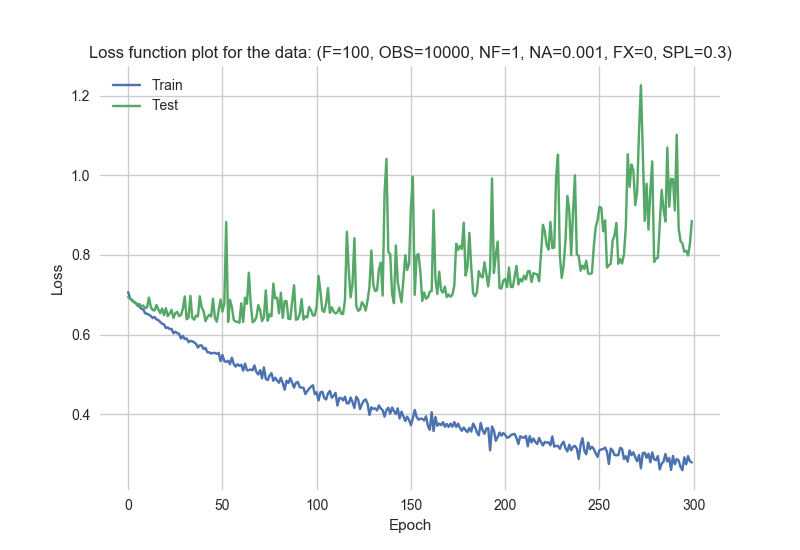 Loss function plot for the data: (F=100, OBS=10000, NF=1, NA=0.001, FX=0, SPL=0.3)
Train
Test
1.2
1.0
0.8
0.6
0.4
Loss
0 50 100 150 200 250 300
Epoch